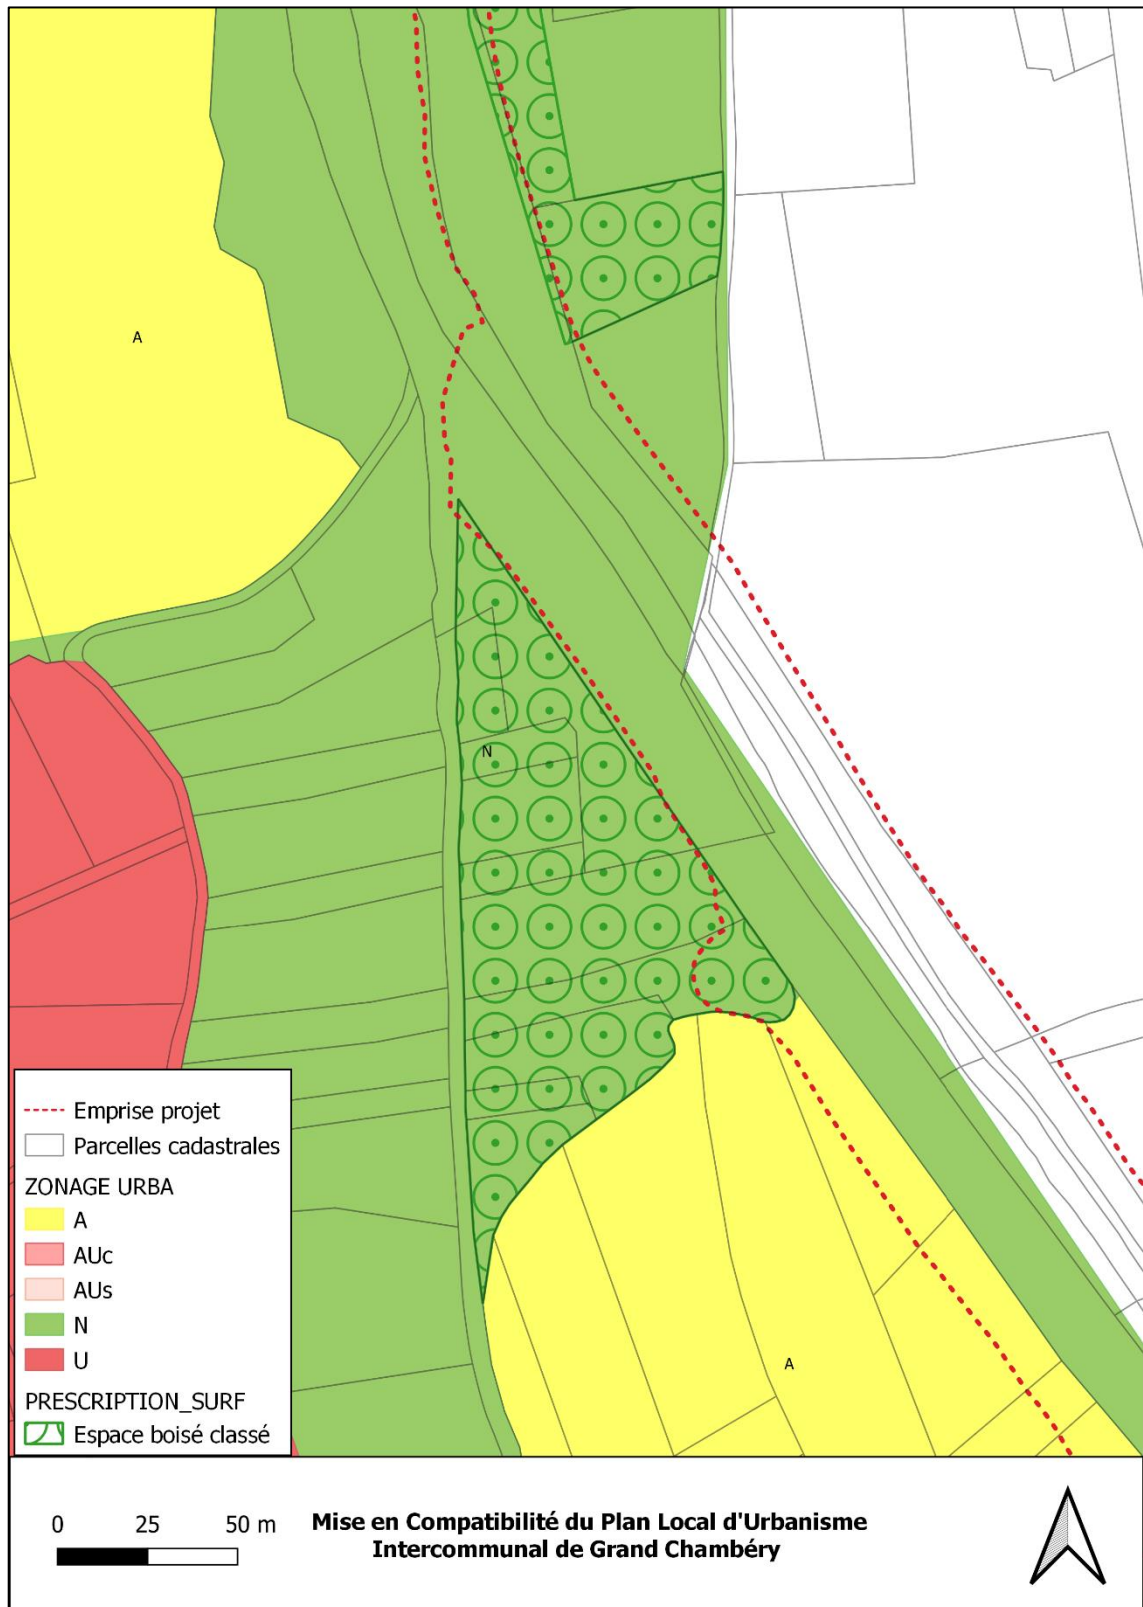 A
N
A
Emprise projet
Parcelles cadastrales
ZONAGE URBA
A
AUc
AUs
N
U
PRESCRIPTION_SURF
Espace boisé classé
0 25 50 m
Mise en Compatibilité du Plan Local d'Urbanisme
Intercommunal de Grand Chambéry